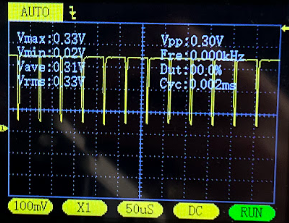 AUTO
Vmax:0.33V
Vmin:0.02V
Vave:0.31V
Vrms:0.33V
Vpp:0.30V
Fre:0.000kHz
Dut:00.0%
Cyc:0.002ms
100mV
X1
50uS
DC
RUN